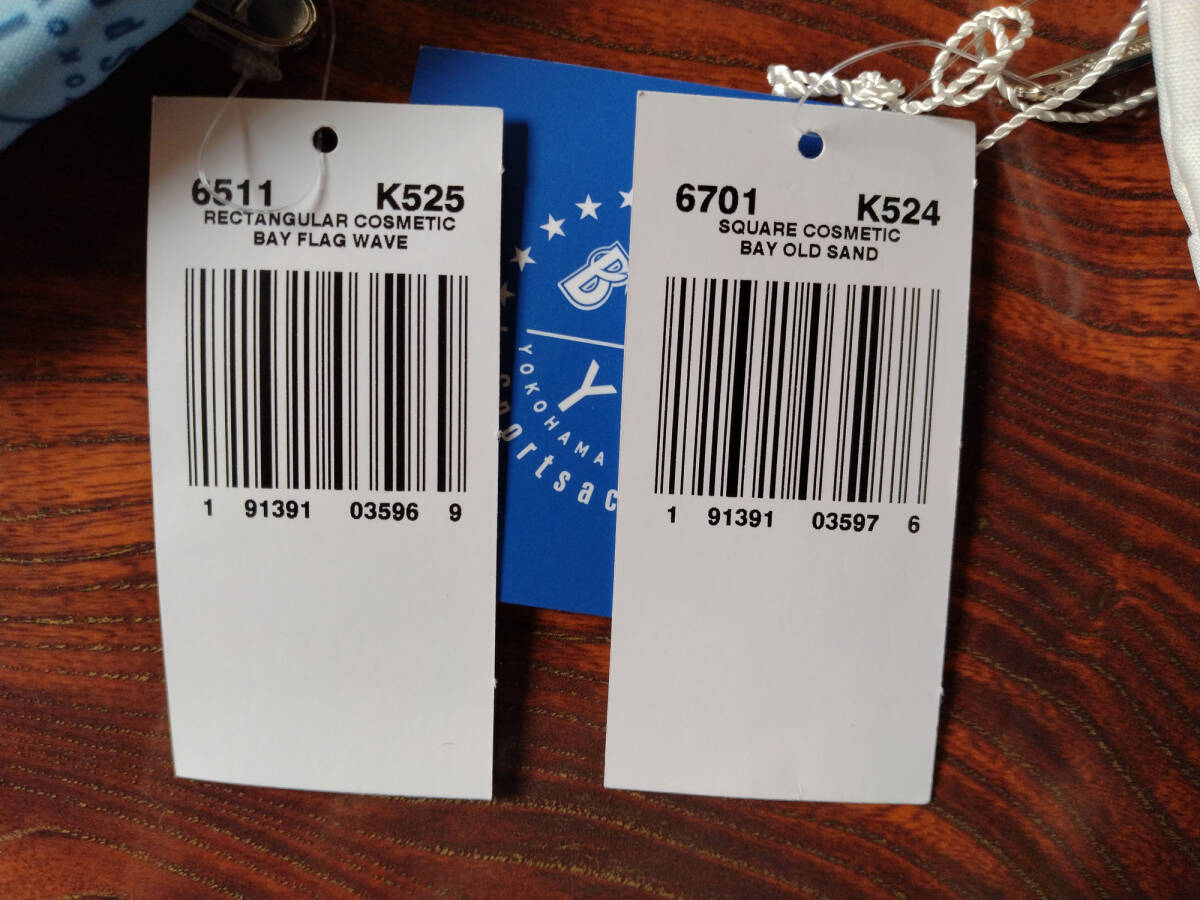 6511 K525
RECTANGULAR COSMETIC
BAY FLAG WAVE
1 91391 03596 9
6701 K524
SQUARE COSMETIC
BAY OLD SAND
1 91391 03597 6
Y
YOKOHAMA